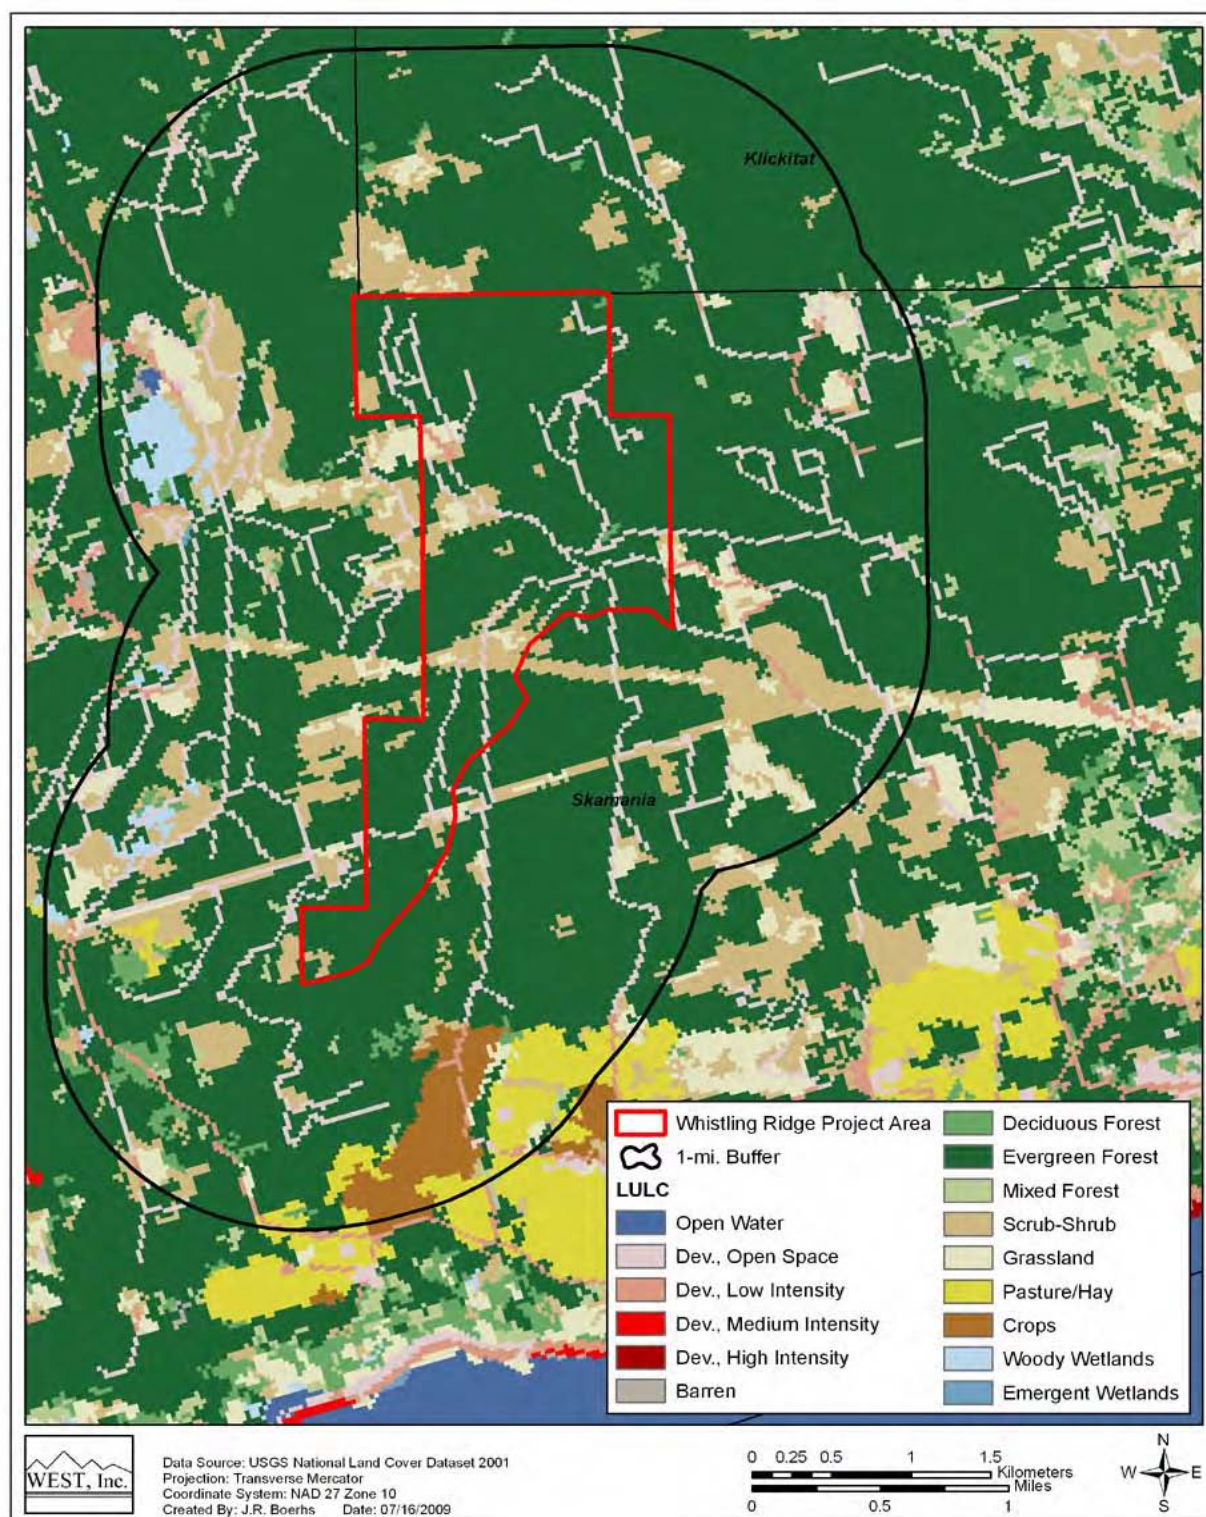 Klickitat
Skamania
Whistling Ridge Project Area
1-mi. Buffer
LULC
Open Water
Dev., Open Space
Dev., Low Intensity
Dev., Medium Intensity
Dev., High Intensity
Barren
Deciduous Forest
Evergreen Forest
Mixed Forest
Scrub-Shrub
Grassland
Pasture/Hay
Crops
Woody Wetlands
Emergent Wetlands
WEST, Inc.
Data Source: USGS National Land Cover Dataset 2001
Projection: Transverse Mercator
Coordinate System: NAD 27 Zone 10
Created By: J.R. Boerhs Date: 07/16/2009
0 0.25 0.5 1 1.5
Kilometers
Miles
0 0.5 1
N
W E
S